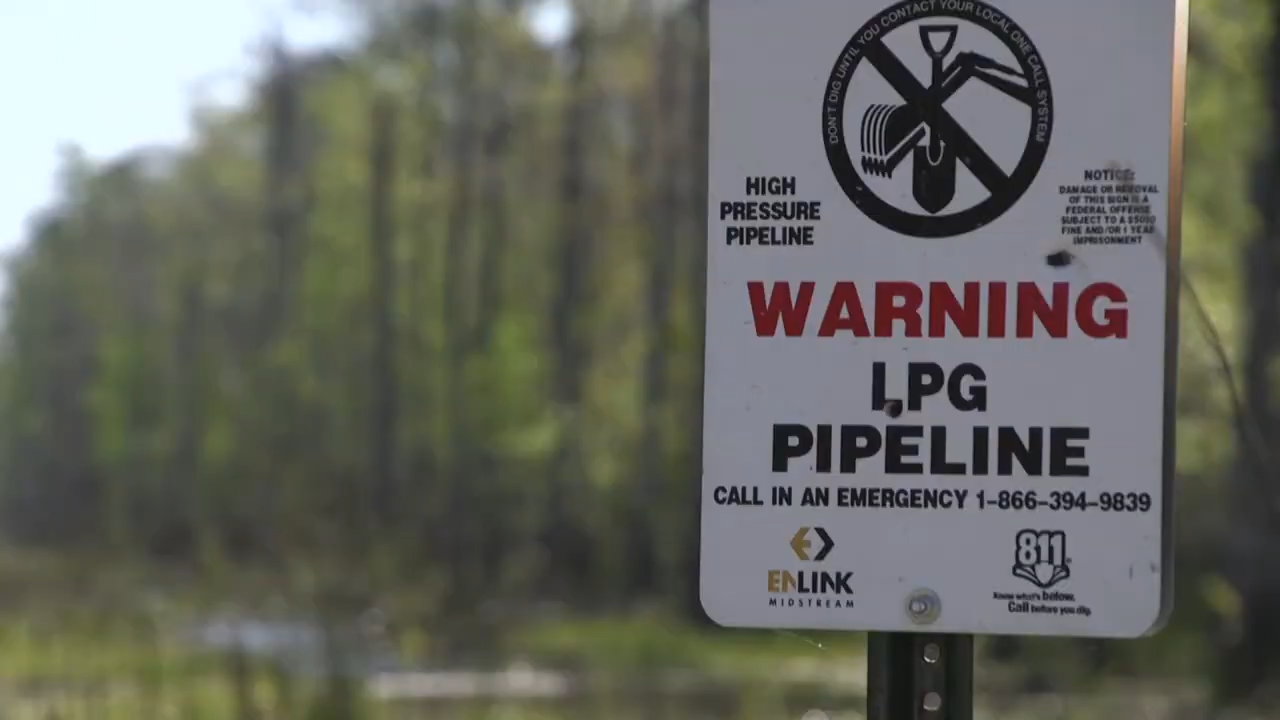 DON'T DIG UNTIL YOU CONTACT YOUR LOCAL ONE CALL SYSTEM
HIGH
PRESSURE
PIPELINE
NOTICE:
DAMAGE OR REMOVAL
OF THIS SIGN IS A
FEDERAL OFFENSE
SUBJECT TO A $5000
FINE AND/OR 1 YEAR
IMPRISONMENT
WARNING
LPG
PIPELINE
CALL IN AN EMERGENCY 1-866-394-9839
ENLINK
MIDSTREAM
811
Know what's below.
Call before you dig.